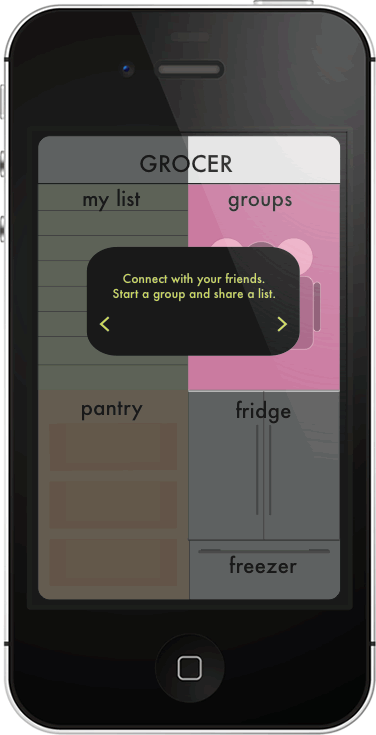 GROCER
my list
groups
Connect with your friends.
Start a group and share a list.
pantry
fridge
freezer